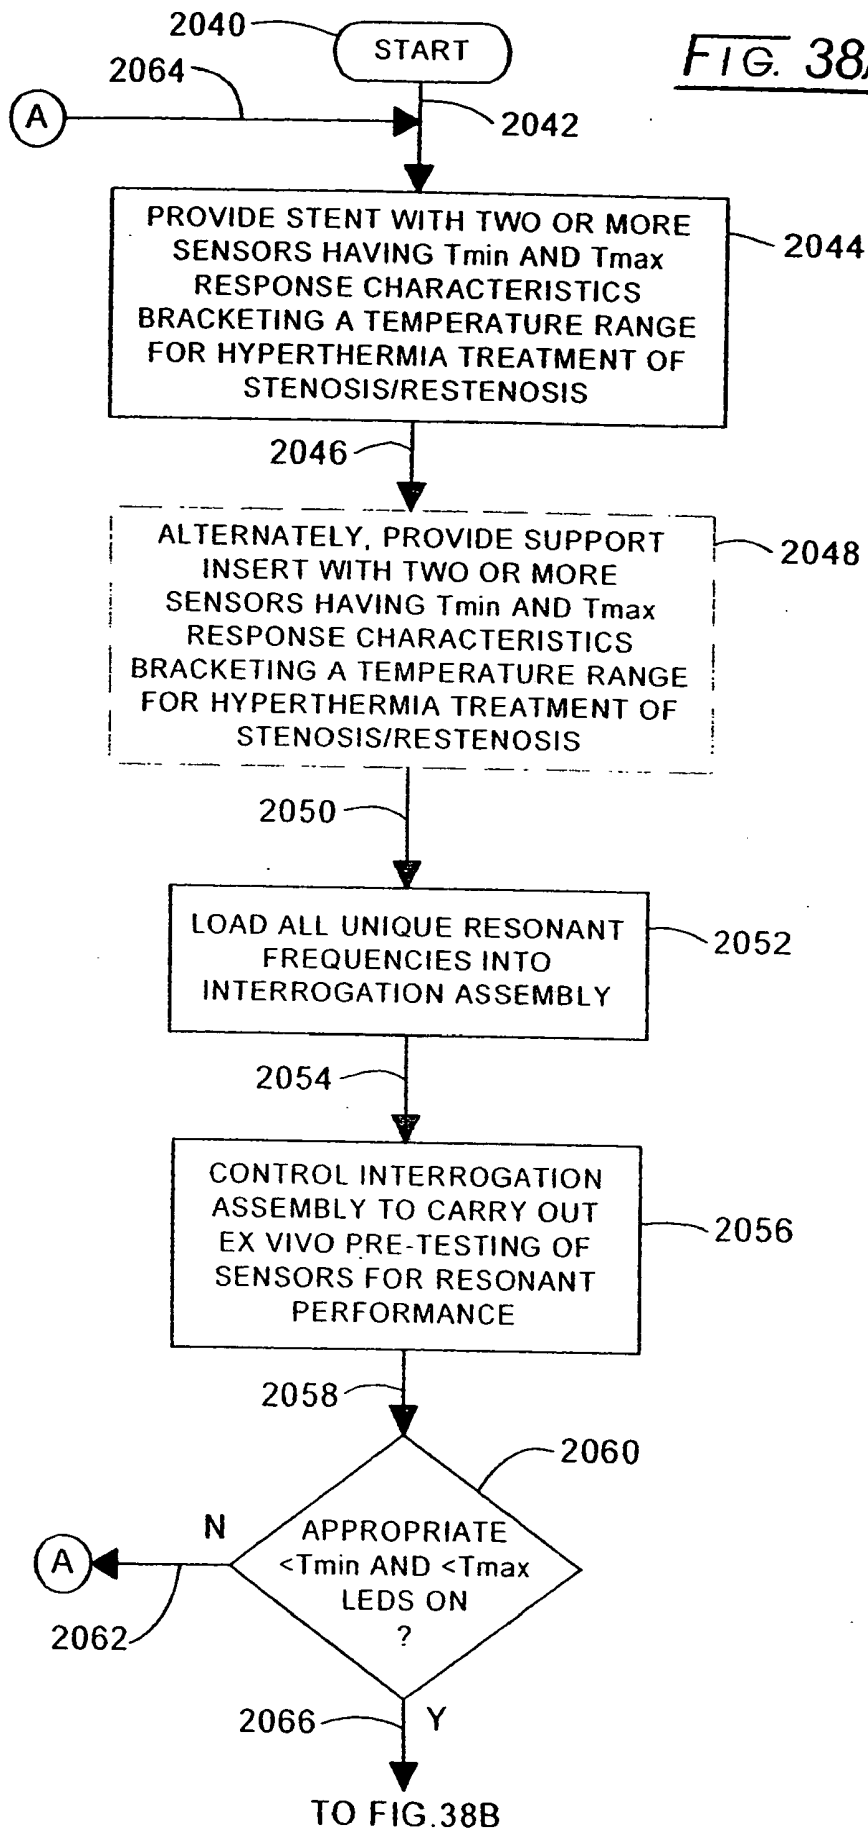 2040
START
FIG. 38A
2064
A
2042
PROVIDE STENT WITH TWO OR MORE
SENSORS HAVING Tmin AND Tmax
RESPONSE CHARACTERISTICS
BRACKETING A TEMPERATURE RANGE
FOR HYPERTHERMIA TREATMENT OF
STENOSIS/RESTENOSIS
2044
2046
ALTERNATELY, PROVIDE SUPPORT
INSERT WITH TWO OR MORE
SENSORS HAVING Tmin AND Tmax
RESPONSE CHARACTERISTICS
BRACKETING A TEMPERATURE RANGE
FOR HYPERTHERMIA TREATMENT OF
STENOSIS/RESTENOSIS
2048
2050
LOAD ALL UNIQUE RESONANT
FREQUENCIES INTO
INTERROGATION ASSEMBLY
2052
2054
CONTROL INTERROGATION
ASSEMBLY TO CARRY OUT
EX VIVO PRE-TESTING OF
SENSORS FOR RESONANT
PERFORMANCE
2056
2058
2060
N
A
APPROPRIATE
<Tmin AND <Tmax
LEDS ON
?
2062
2066
Y
TO FIG.38B